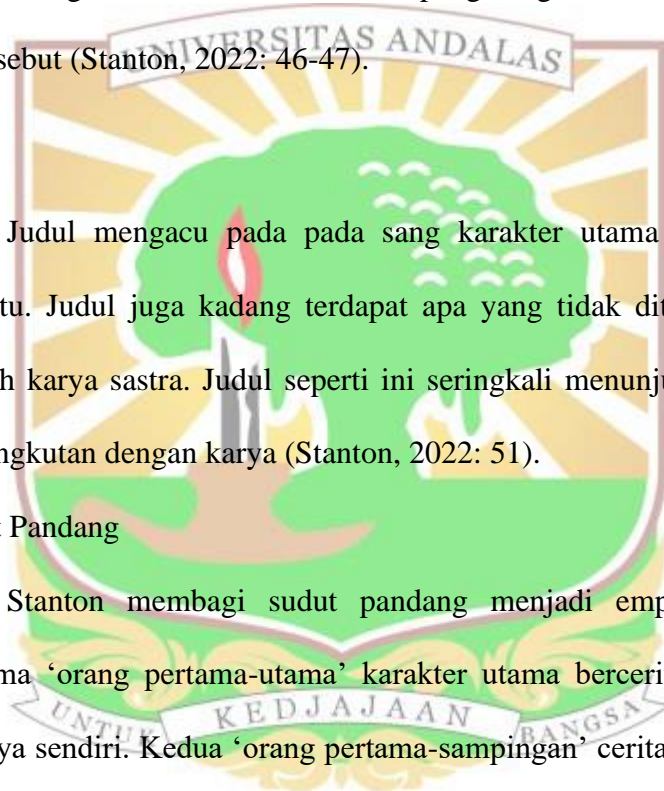 UNIVERSITAS ANDALAS
sebut (Stanton, 2022: 46-47).
Judul mengacu pada pada sang karakter utama
tu. Judul juga kadang terdapat apa yang tidak dit
h karya sastra. Judul seperti ini seringkali menunju
ngkutan dengan karya (Stanton, 2022: 51).
t Pandang
Stanton membagi sudut pandang menjadi emp
ma ‘orang pertama-utama’ karakter utama berceri
ya sendiri. Kedua ‘orang pertama-sampingan’ cerita
UNTUK KEDJAJAAN BANGSA